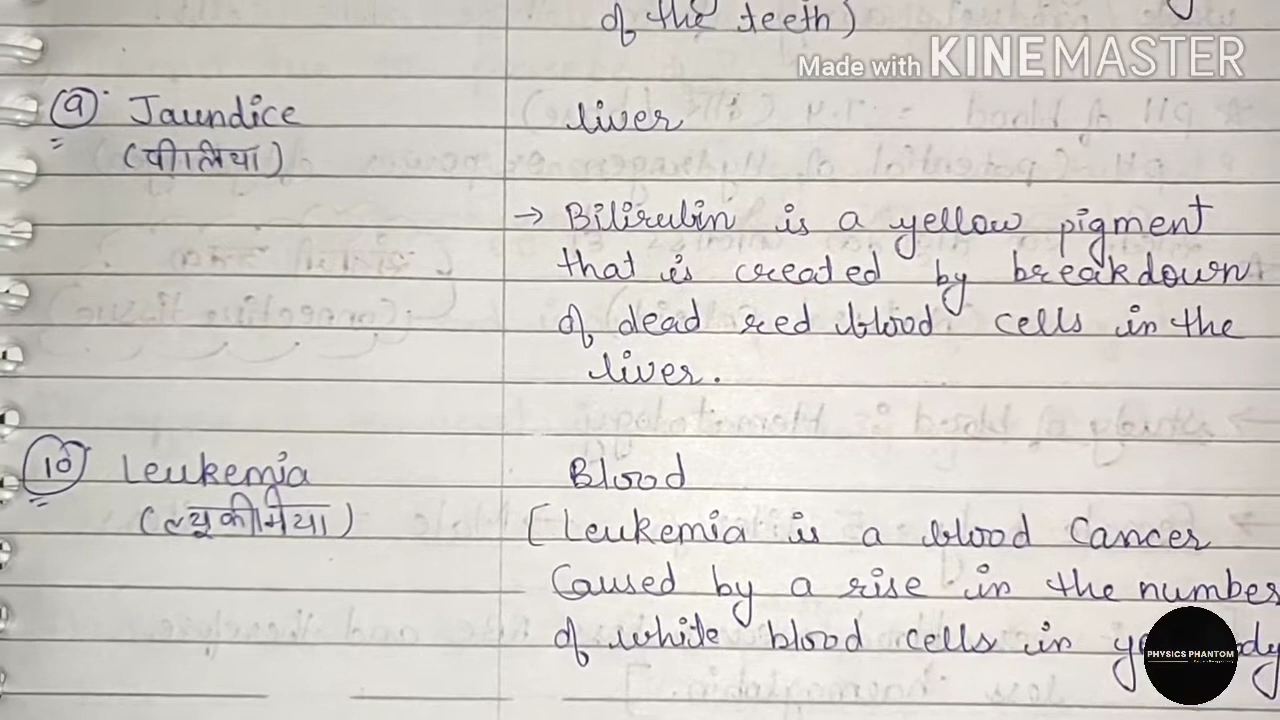 of the teeth)
Made with KINEMASTER
9 Jaundice liver
(पीलिया)
→ Bilirubin is a yellow pigment
that is created by breakdown
of dead red blood cells in the
liver.
10 Leukemia Blood
(ल्यूकीमिया)
[Leukemia is a blood Cancer
Caused by a rise in the number
of white blood cells in
PHYSICS PHANTOM